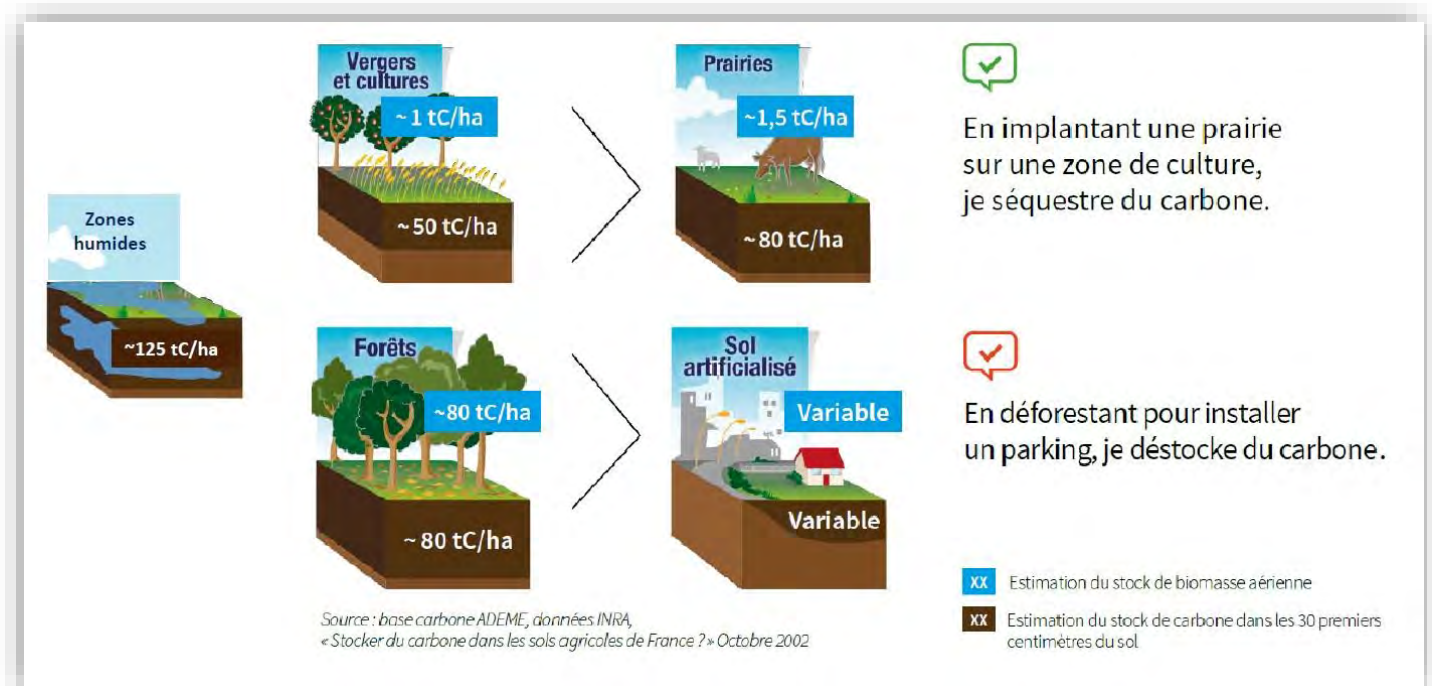 Zones
humides
~125 tC/ha
Vergers
et cultures
~ 1 tC/ha
~ 50 tC/ha
Prairies
~1,5 tC/ha
~ 80 tC/ha
En implantant une prairie
sur une zone de culture,
je séquestre du carbone.
Forêts
~80 tC/ha
~ 80 tC/ha
Sol
artificialisé
Variable
Variable
En déforestant pour installer
un parking, je déstocke du carbone.
XX Estimation du stock de biomasse aérienne
XX Estimation du stock de carbone dans les 30 premiers
centimètres du sol
Source : base carbone ADEME, données INRA,
« Stocker du carbone dans les sols agricoles de France ? » Octobre 2002